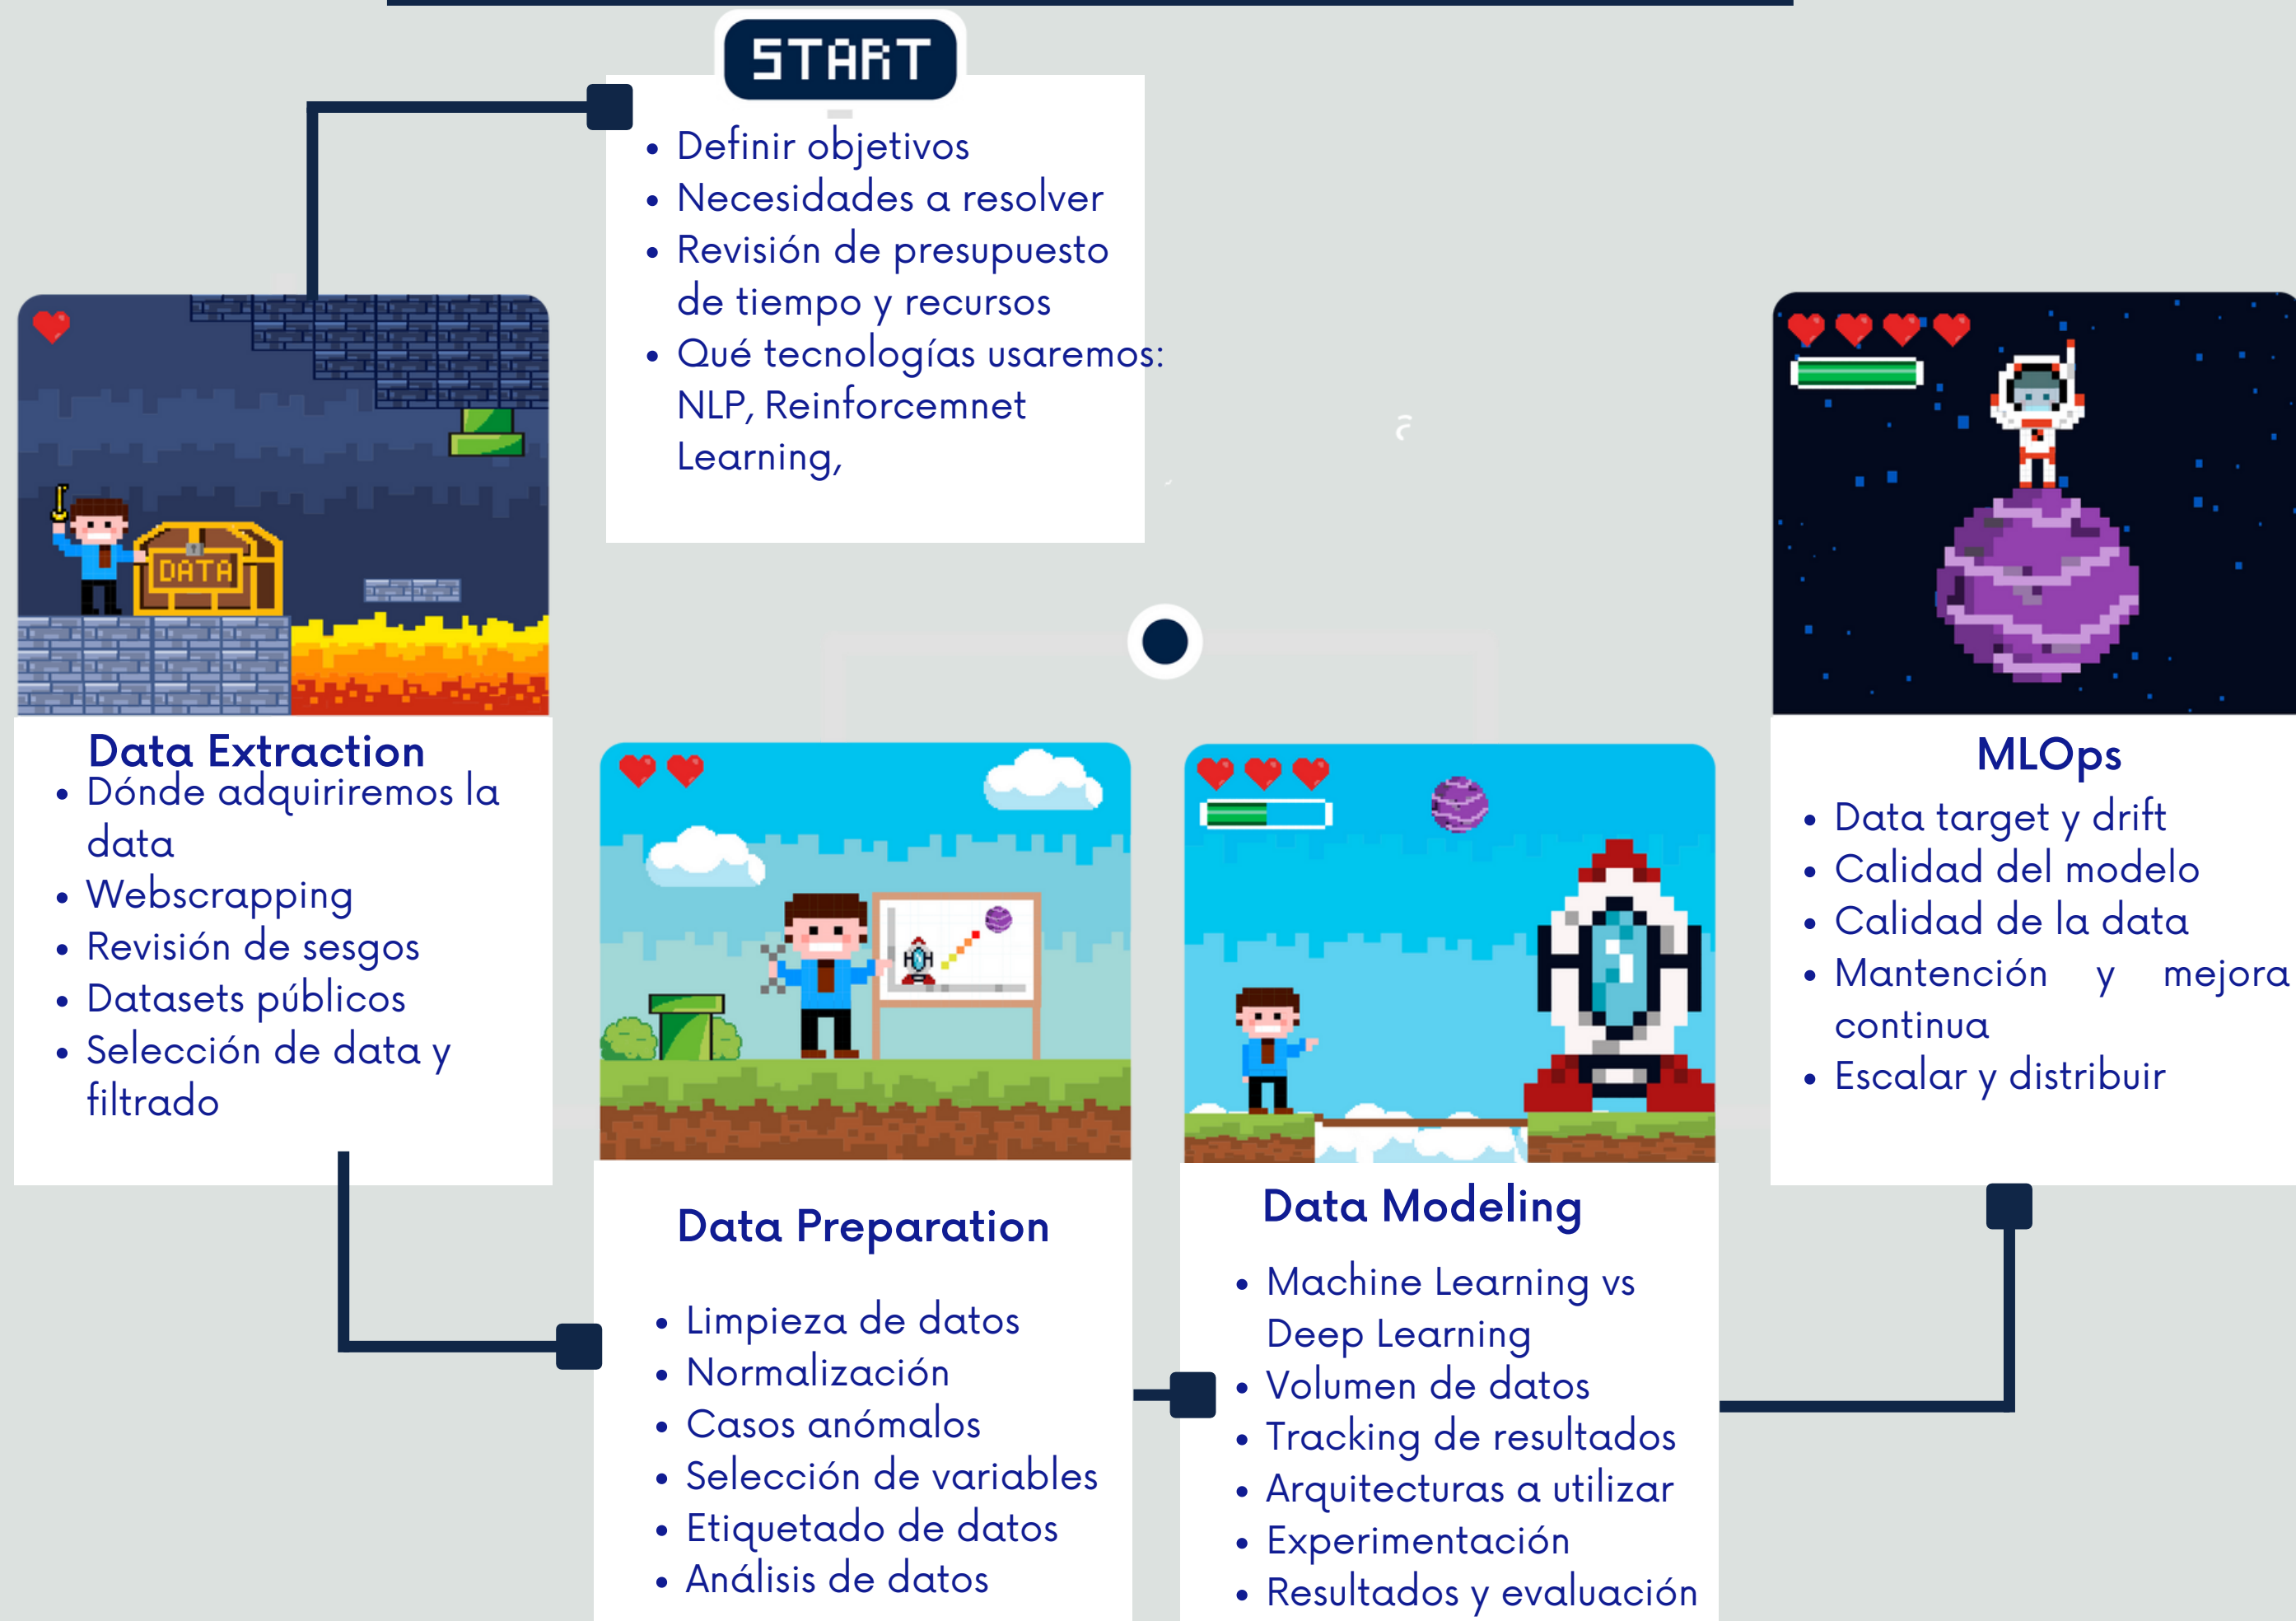 START
Definir objetivos
Necesidades a resolver
Revisión de presupuesto
de tiempo y recursos
Qué tecnologías usaremos:
NLP, Reinforcemnet
Learning,
DATA
Data Extraction
Dónde adquiriremos la
data
Webscrapping
Revisión de sesgos
Datasets públicos
Selección de data y
filtrado
Data Preparation
Limpieza de datos
Normalización
Casos anómalos
Selección de variables
Etiquetado de datos
Análisis de datos
Data Modeling
Machine Learning vs
Deep Learning
Volumen de datos
Tracking de resultados
Arquitecturas a utilizar
Experimentación
Resultados y evaluación
MLOps
Data target y drift
Calidad del modelo
Calidad de la data
Mantención y mejora
continua
Escalar y distribuir